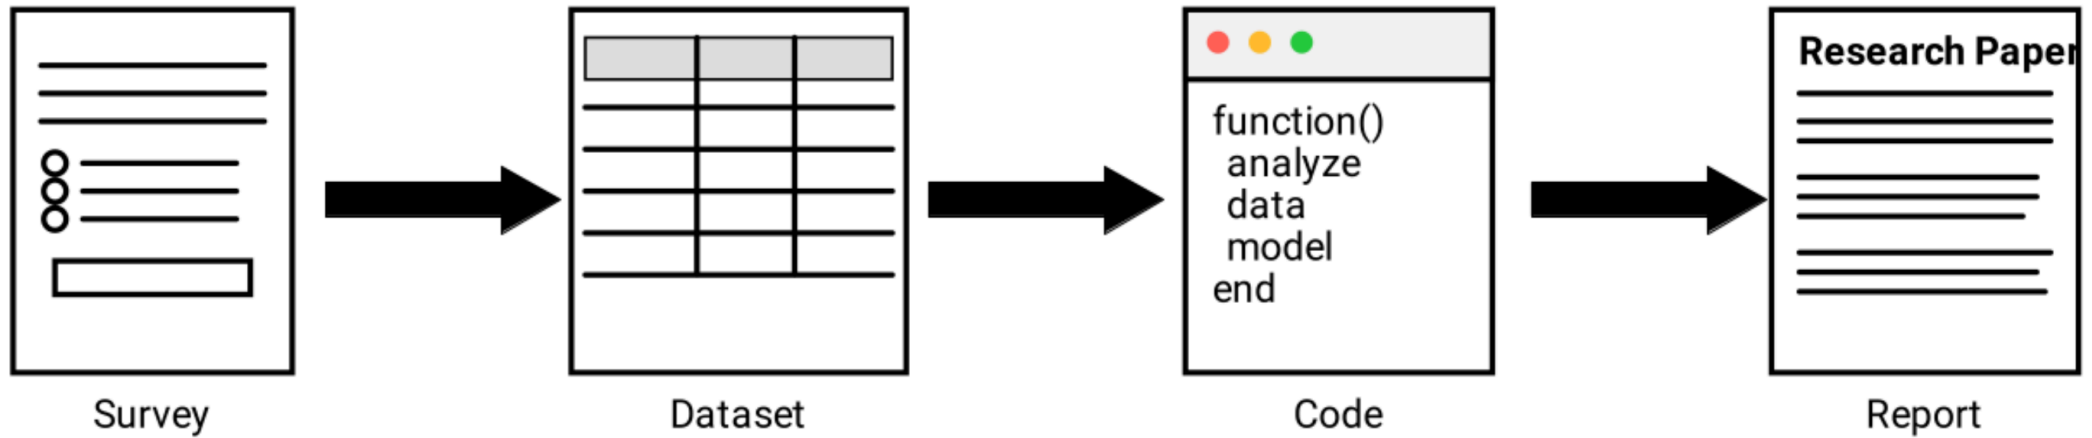 Survey
Dataset
function()
analyze
data
model
end
Code
Research Paper
Report